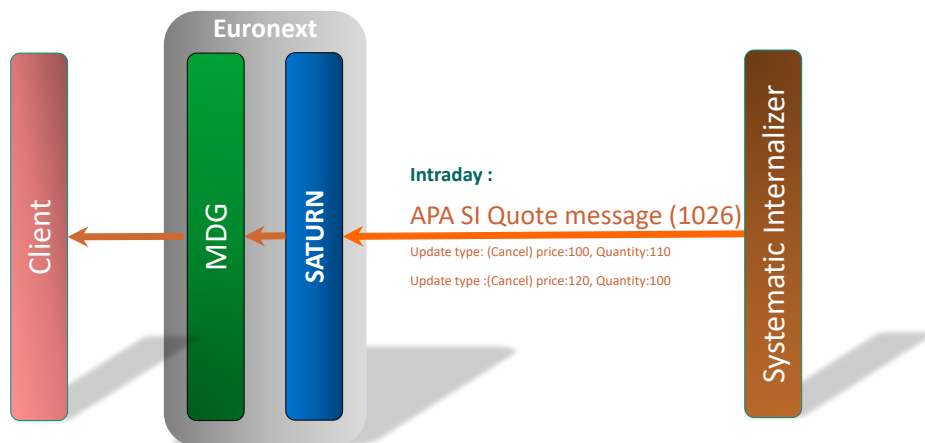 Euronext
Client
MDG
SATURN
Intraday :
APA SI Quote message (1026)
Update type: (Cancel) price:100, Quantity:110
Update type :(Cancel) price:120, Quantity:100
Systematic Internalizer